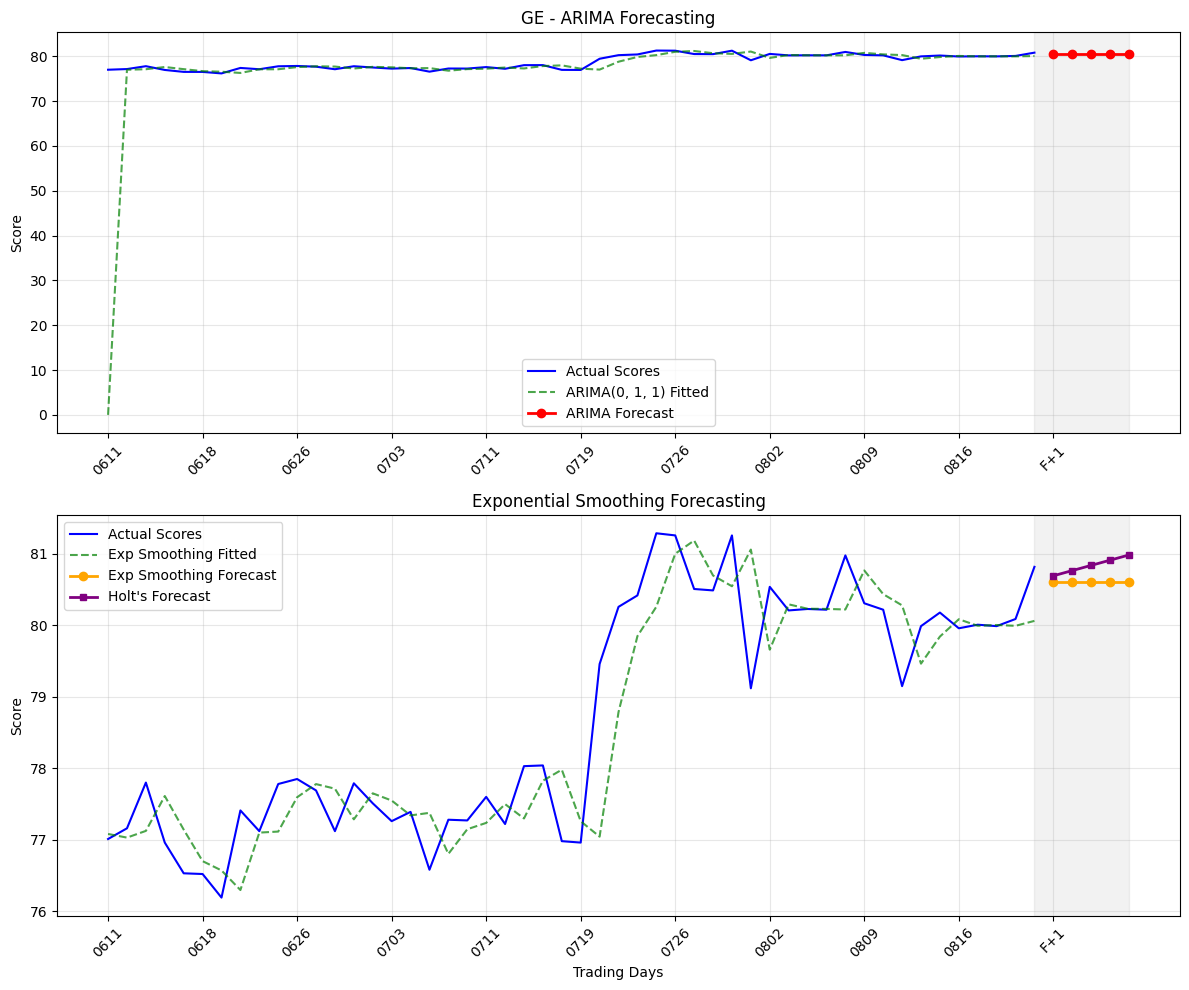 GE - ARIMA Forecasting
Score
80
70
60
50
40
30
20
10
0
Actual Scores
ARIMA(0, 1, 1) Fitted
ARIMA Forecast
0611
0618
0626
0703
0711
0719
0726
0802
0809
0816
F+1
Exponential Smoothing Forecasting
Score
81
80
79
78
77
76
Actual Scores
Exp Smoothing Fitted
Exp Smoothing Forecast
Holt's Forecast
0611
0618
0626
0703
0711
0719
0726
0802
0809
0816
F+1
Trading Days